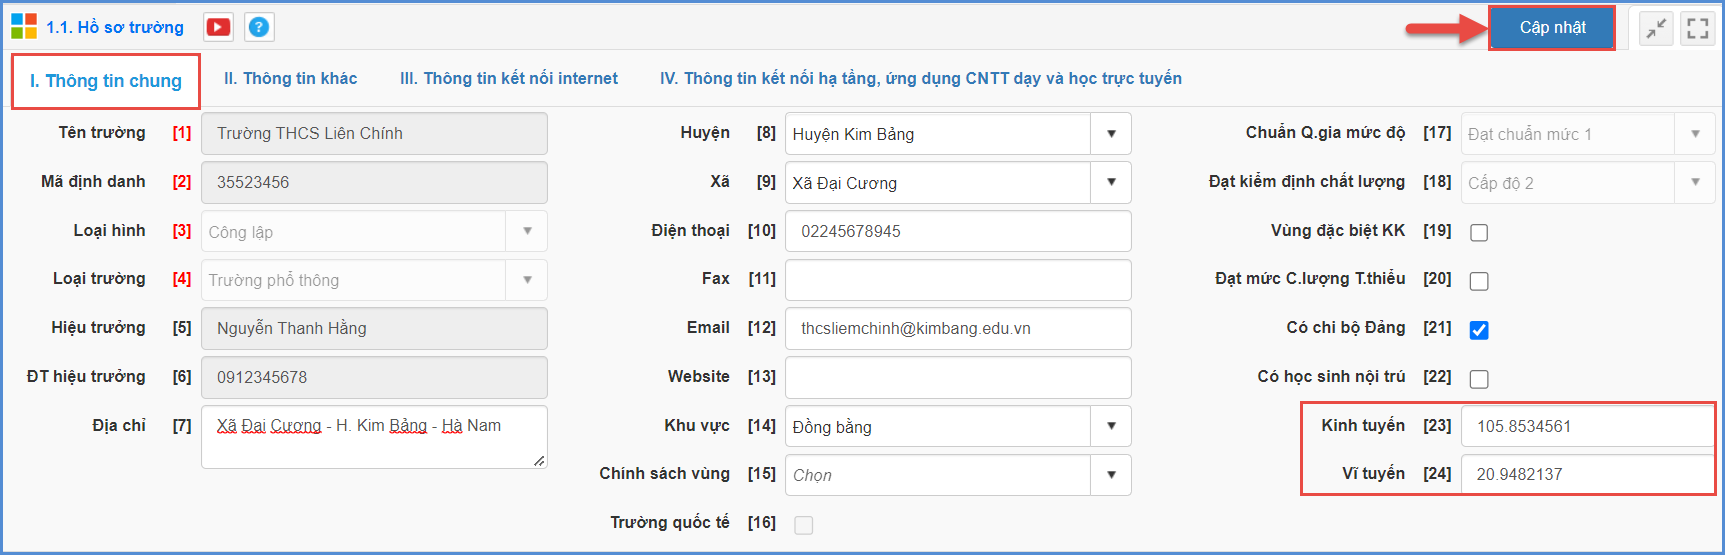 1.1. Hồ sơ trường
Cập nhật
I. Thông tin chung
II. Thông tin khác
III. Thông tin kết nối internet
IV. Thông tin kết nối hạ tầng, ứng dụng CNTT dạy và học trực tuyến
Tên trường [1] Trường THCS Liên Chính
Mã định danh [2] 35523456
Loại hình [3] Công lập
Loại trường [4] Trường phổ thông
Hiệu trưởng [5] Nguyễn Thanh Hằng
ĐT hiệu trưởng [6] 0912345678
Địa chỉ [7] Xã Đại Cương - H. Kim Bảng - Hà Nam
Huyện [8] Huyện Kim Bảng
Xã [9] Xã Đại Cương
Điện thoại [10] 02245678945
Fax [11]
Email [12] thcsliemchinh@kimbang.edu.vn
Website [13]
Khu vực [14] Đồng bằng
Chính sách vùng [15] Chọn
Trường quốc tế [16]
Chuẩn Q.gia mức độ [17] Đạt chuẩn mức 1
Đạt kiểm định chất lượng [18] Cấp độ 2
Vùng đặc biệt KK [19]
Đạt mức C.lượng T.thiểu [20]
Có chi bộ Đảng [21]
Có học sinh nội trú [22]
Kinh tuyến [23] 105.8534561
Vĩ tuyến [24] 20.9482137